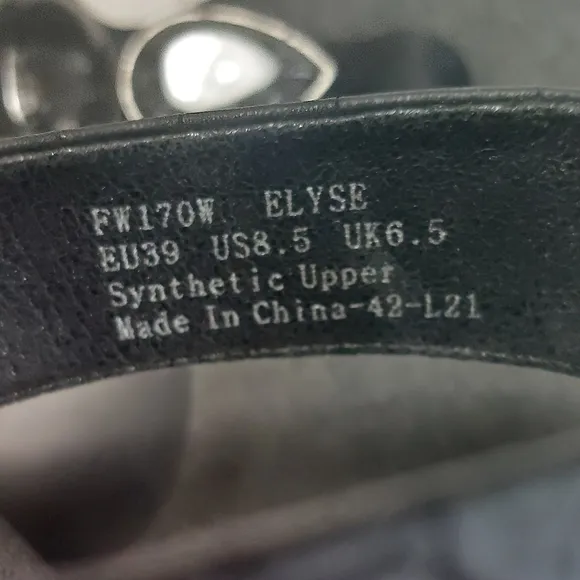 FW170W ELYSE
EU39 US8.5 UK6.5
Synthetic Upper
Made In China-42-L21